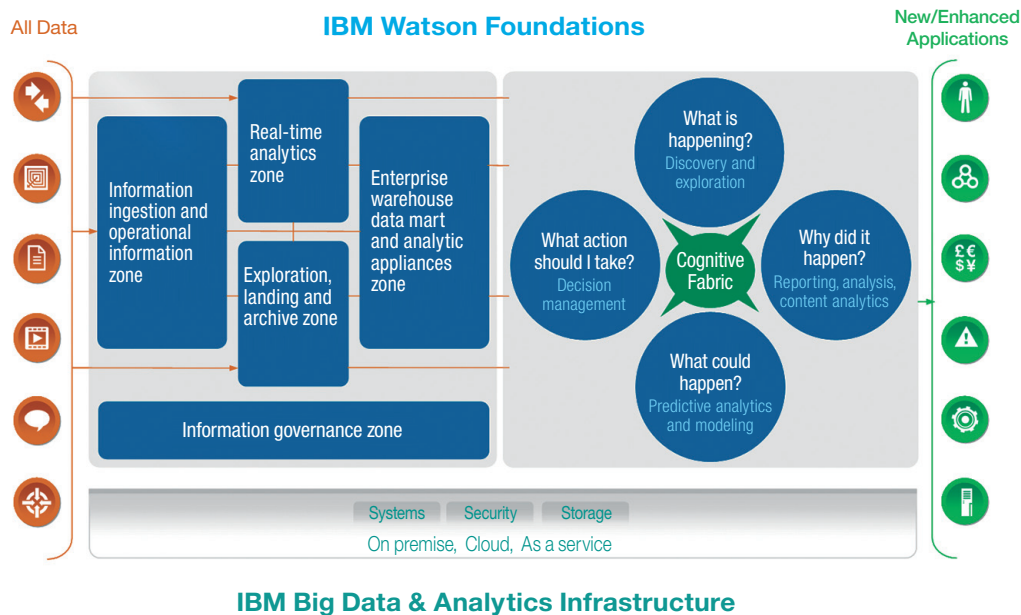 All Data
IBM Watson Foundations
New/Enhanced
Applications
Real-time
analytics
zone
Information
ingestion and
operational
information
zone
Enterprise
warehouse
data mart
and analytic
appliances
zone
Exploration,
landing and
archive zone
Information governance zone
What is
happening?
Discovery and
exploration
What action
should I take?
Decision
management
Cognitive
Fabric
Why did it
happen?
Reporting, analysis,
content analytics
What could
happen?
Predictive analytics
and modeling
£€
$¥
Systems
Security
Storage
On premise, Cloud, As a service
IBM Big Data & Analytics Infrastructure